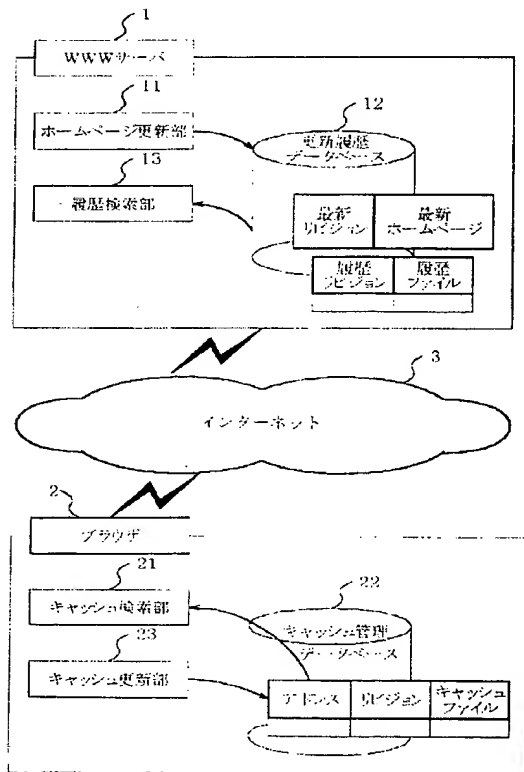 1
WWWサーバ
11
ホームページ更新部
12
更新履歴
データベース
13
履歴検索部
最新
リビジョン
最新
ホームページ
履歴
リビジョン
履歴
ファイル
3
インターネット
2
ブラウザ
21
キャッシュ検索部
22
キャッシュ管理
データベース
23
キャッシュ更新部
アドレス
リビジョン
キャッシュ
ファイル